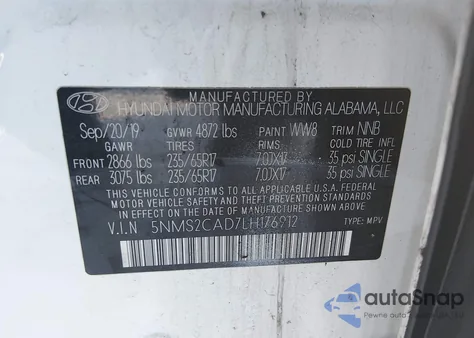 MANUFACTURED BY
HYUNDAI MOTOR MANUFACTURING ALABAMA, LLC
Sep/20/19 GVWR 4872 lbs PAINT WW8 TRIM NNB
GAWR TIRES RIMS COLD TIRE INFL
FRONT 2866 lbs 235/65R17 7.0JX17 35 psi SINGLE
REAR 3075 lbs 235/65R17 7.0JX17 35 psi SINGLE
THIS VEHICLE CONFORMS TO ALL APPLICABLE U.S.A. FEDERAL
MOTOR VEHICLE SAFETY STANDARDS IN EFFECT ON THE
DATE OF MANUFACTURE SHOWN ABOVE.
V.I.N 5NMS2CAD7LH176912 TYPE: MPV
autoSnap